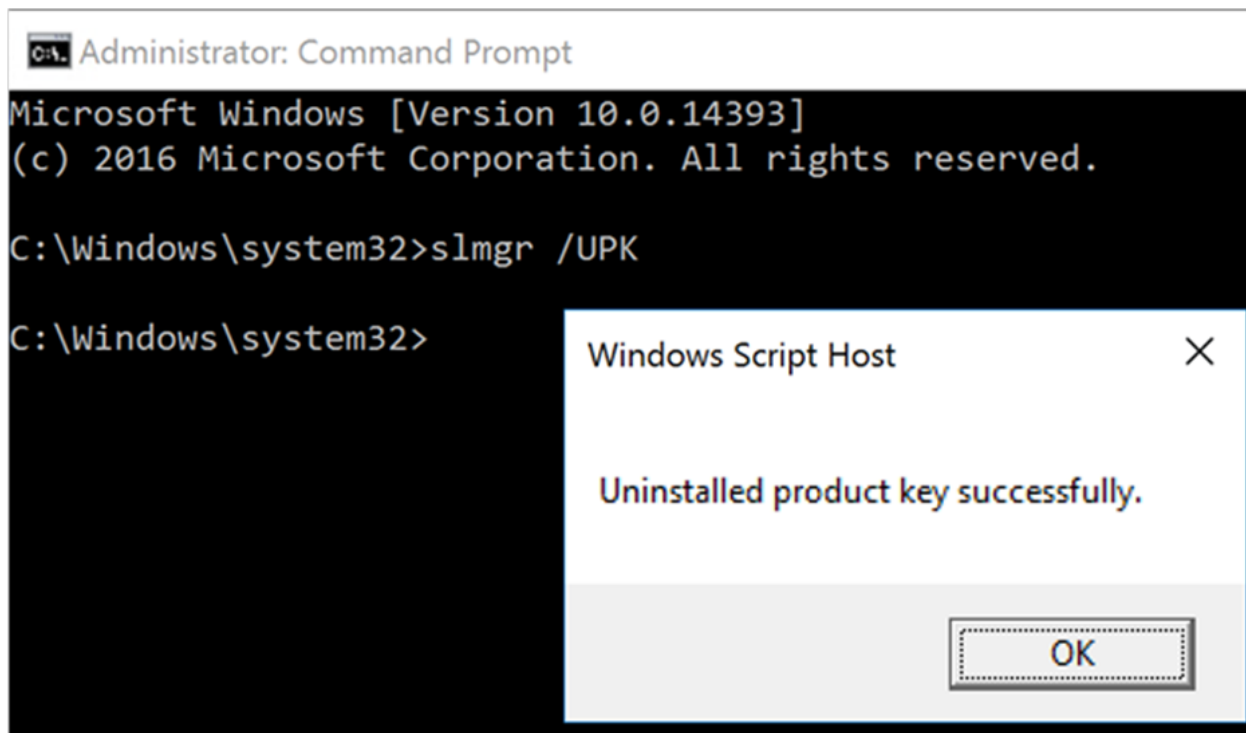 Administrator: Command Prompt
Microsoft Windows [Version 10.0.14393]
(c) 2016 Microsoft Corporation. All rights reserved.
C:\Windows\system32>slmgr /UPK
C:\Windows\system32>
Windows Script Host
Uninstalled product key successfully.
OK